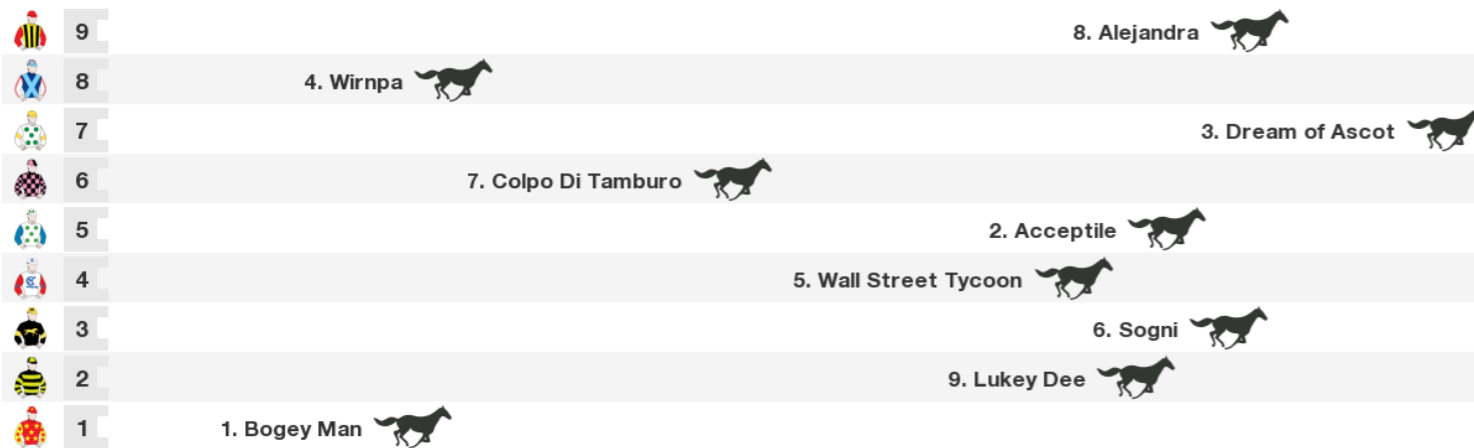 9 8. Alejandra
8 4. Wirnpa
7 3. Dream of Ascot
6 7. Colpo Di Tamburo
5 2. Acceptile
4 5. Wall Street Tycoon
3 6. Sogni
2 9. Lukey Dee
1 1. Bogey Man